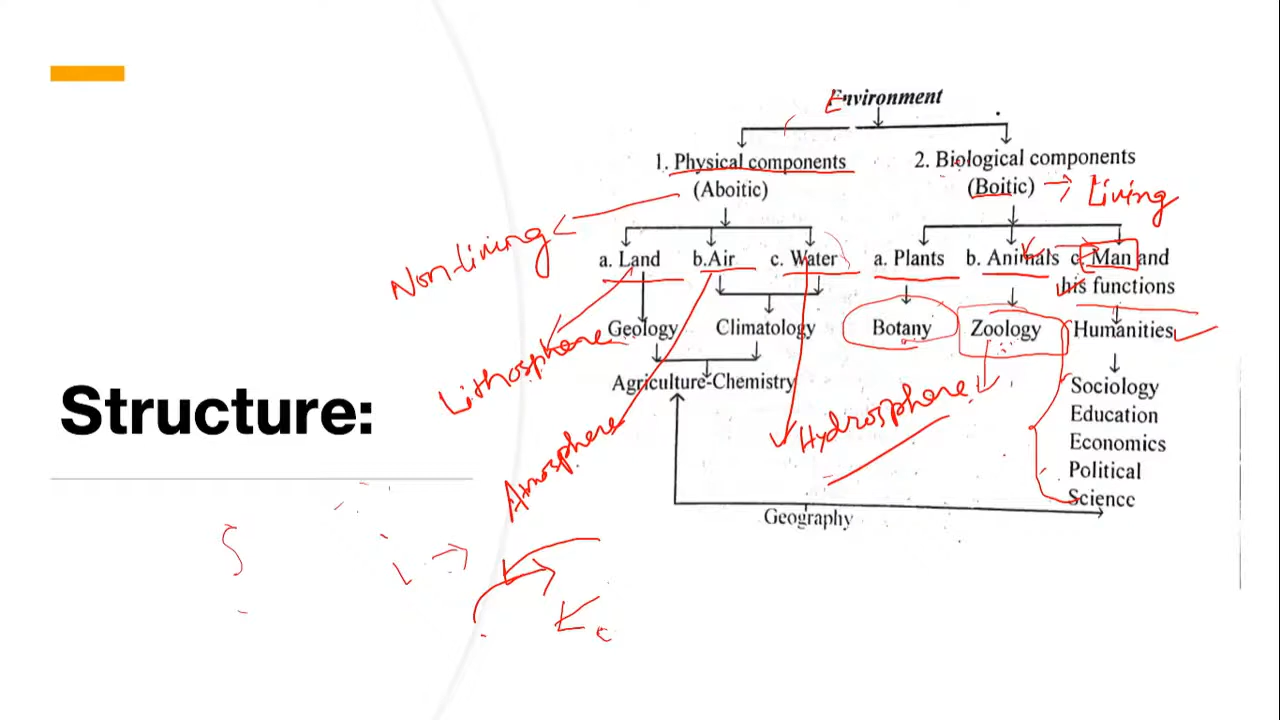 Environment
1. Physical components
2. Biological components
(Aboitic)
(Boitic)
Living
Non-living
a. Land
b.Air
c. Water
a. Plants
b. Animals
c. Man and
his functions
Lithosphere
Geology
Climatology
Botany
Zoology
Humanities
Agriculture-Chemistry
Sociology
Structure:
Atmosphere
Hydrosphere
Education
Economics
Political
Science
Geography